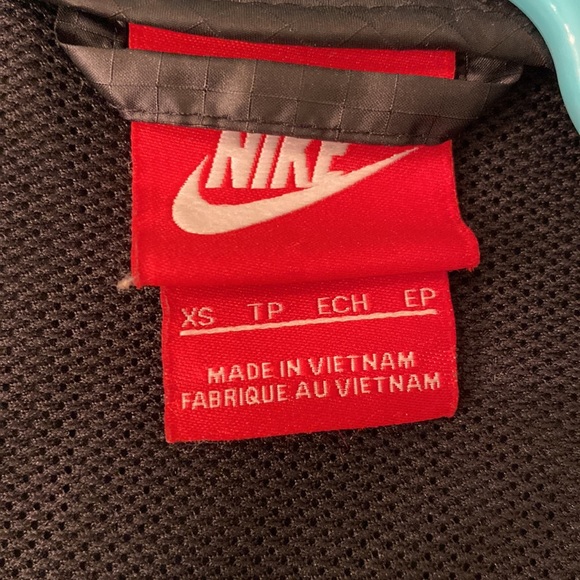 NIKE
XS TP ECH EP
MADE IN VIETNAM
FABRIQUE AU VIETNAM